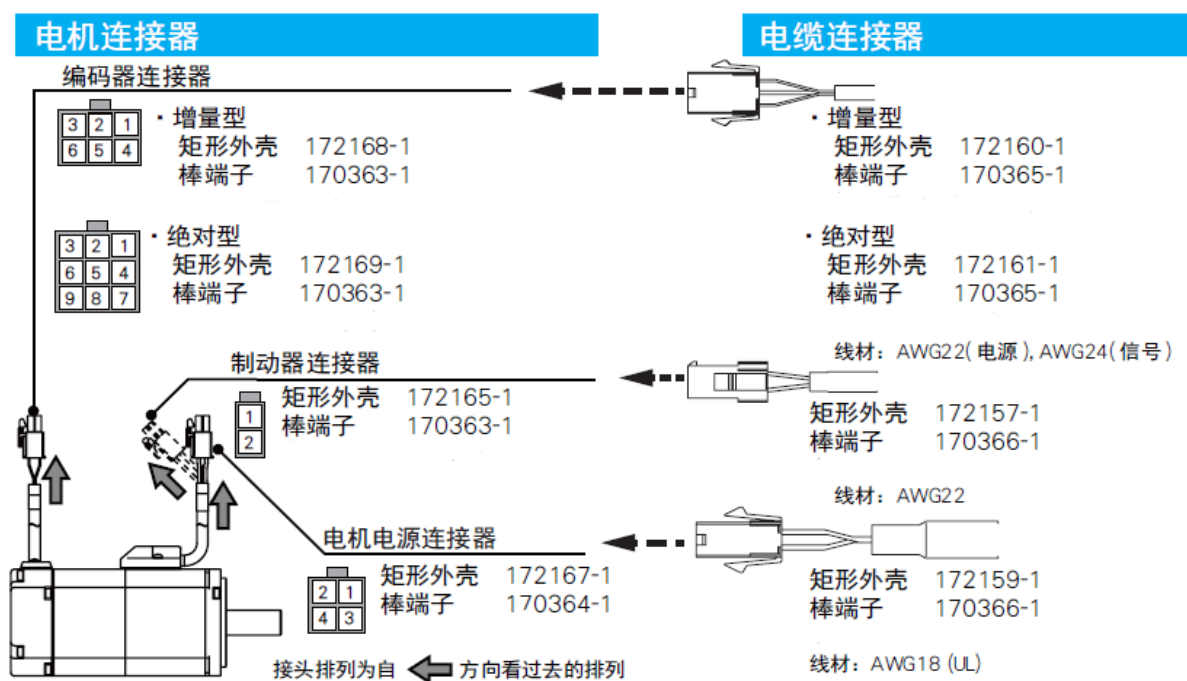 电机连接器
电缆连接器
编码器连接器
3 2 1
6 5 4
・增量型
矩形外壳 172168-1
棒端子 170363-1
・增量型
矩形外壳 172160-1
棒端子 170365-1
3 2 1
6 5 4
9 8 7
・绝对型
矩形外壳 172169-1
棒端子 170363-1
・绝对型
矩形外壳 172161-1
棒端子 170365-1
线材：AWG22(电源), AWG24(信号)
制动器连接器
1
2
矩形外壳 172165-1
棒端子 170363-1
矩形外壳 172157-1
棒端子 170366-1
线材：AWG22
电机电源连接器
2 1
4 3
矩形外壳 172167-1
棒端子 170364-1
矩形外壳 172159-1
棒端子 170366-1
线材：AWG18 (UL)
接头排列为自 方向看过去的排列